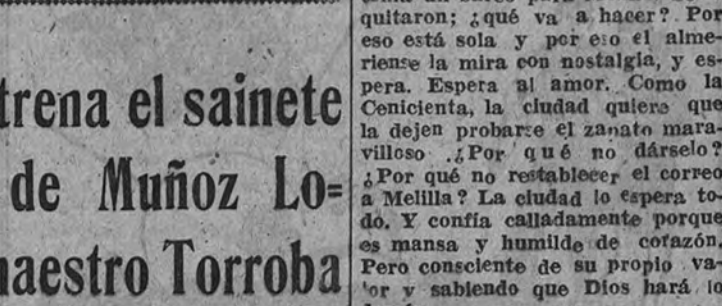 trena el sainete
de Muñoz Lo=
naestro Torroba
quitaron; ¿qué va a hacer? Por
eso está sola y por eso el alme-
riense la mira con nostalgia, y es-
pera. Espera al amor. Como la
Cenicienta, la ciudad quiere que
la dejen probarse el zapato mara-
villoso .¿Por qué no dárselo?
¿Por qué no restablecer el correo
a Melilla? La ciudad lo espera to-
do. Y confía calladamente porque
es mansa y humilde de corazón.
Pero consciente de su propio va-
or y sabiendo que Dios hará lo